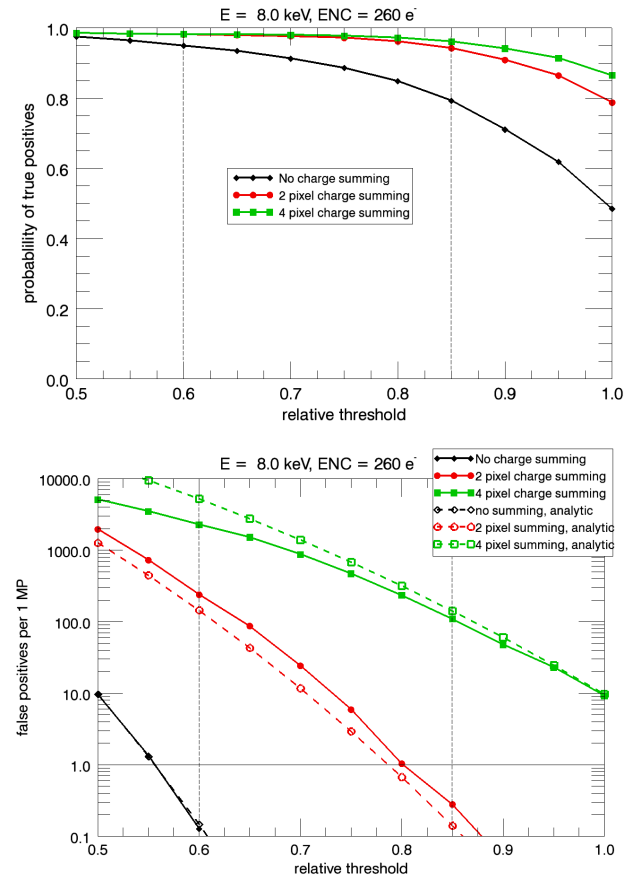 E = 8.0 keV, ENC = 260 e-
1.0
0.8
0.6
0.4
0.2
0.0
probablility of true positives
No charge summing
2 pixel charge summing
4 pixel charge summing
0.5 0.6 0.7 0.8 0.9 1.0
relative threshold
E = 8.0 keV, ENC = 260 e-
No charge summing
2 pixel charge summing
4 pixel charge summing
no summing, analytic
2 pixel summing, analytic
4 pixel summing, analytic
10000.0
1000.0
100.0
10.0
1.0
0.1
false positives per 1 MP
0.5 0.6 0.7 0.8 0.9 1.0
relative threshold